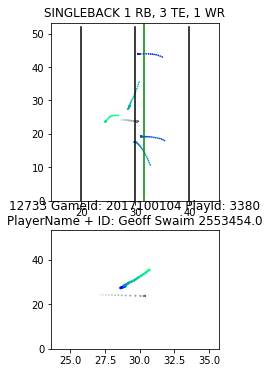 SINGLEBACK 1 RB, 3 TE, 1 WR
50
40
30
20
10
0
20 30 40
12733 GameId: 2017100104 PlayId: 3380
PlayerName + ID: Geoff Swaim 2553454.0
40
20
0
25.0 27.5 30.0 32.5 35.0